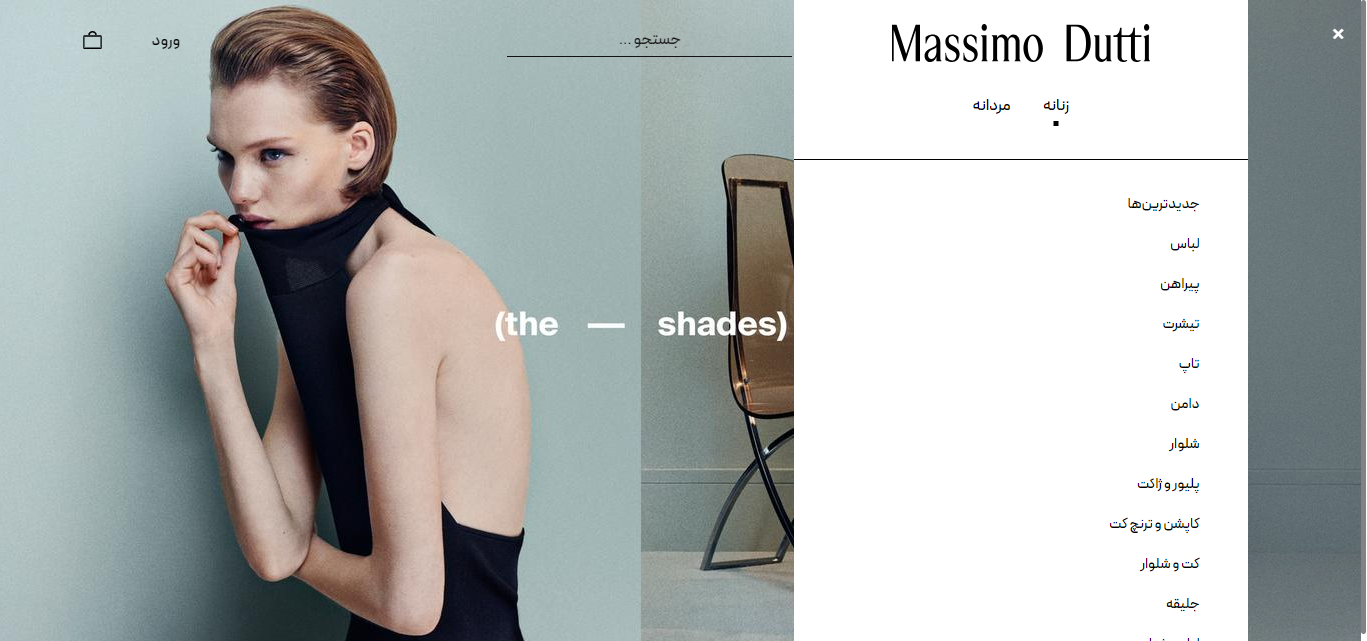 Massimo Dutti
زنانه مردانه
جستجو ...
ورود
جدیدترین‌ها
لباس
پیراهن
تیشرت
تاپ
دامن
شلوار
پلیور و ژاکت
کاپشن و ترنچ کت
کت و شلوار
جلیقه
(the — shades)